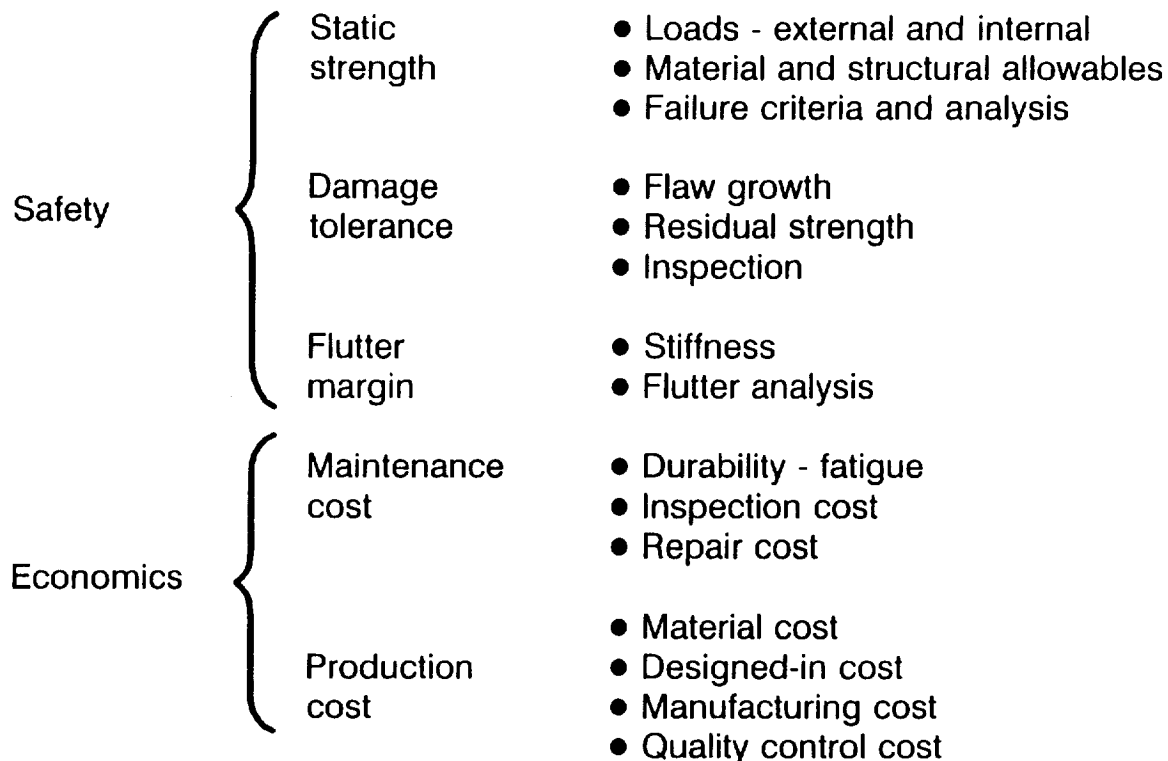 Safety
Static
strength
● Loads - external and internal
● Material and structural allowables
● Failure criteria and analysis
Damage
tolerance
● Flaw growth
● Residual strength
● Inspection
Flutter
margin
● Stiffness
● Flutter analysis
Economics
Maintenance
cost
● Durability - fatigue
● Inspection cost
● Repair cost
Production
cost
● Material cost
● Designed-in cost
● Manufacturing cost
● Quality control cost